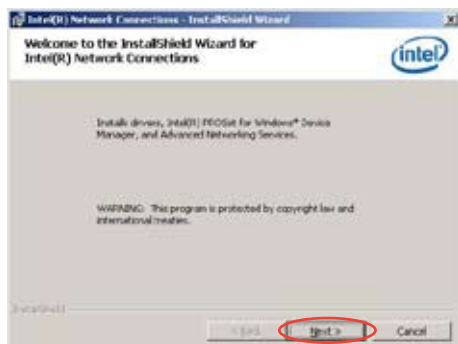 Intel(R) Network Connections - InstallShield Wizard
Welcome to the InstallShield Wizard for
Intel(R) Network Connections
intel
Installs drivers, Intel(R) PROSet for Windows* Device
Manager, and Advanced Networking Services.
WARNING: This program is protected by copyright law and
international treaties.
InstallShield
< Back
Next >
Cancel